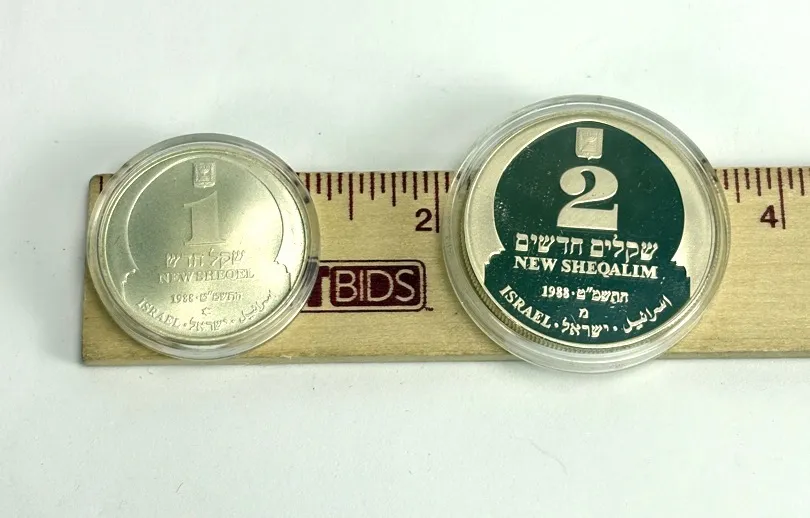 1
שקל חדש
NEW SHEQEL
1988 · התשמ"ט
ISRAEL · ישראל · اسرائيل
2
BIDS
2
שקלים חדשים
NEW SHEQALIM
1988 · התשמ"ט
מ
ISRAEL · ישראל · اسرائيل
4